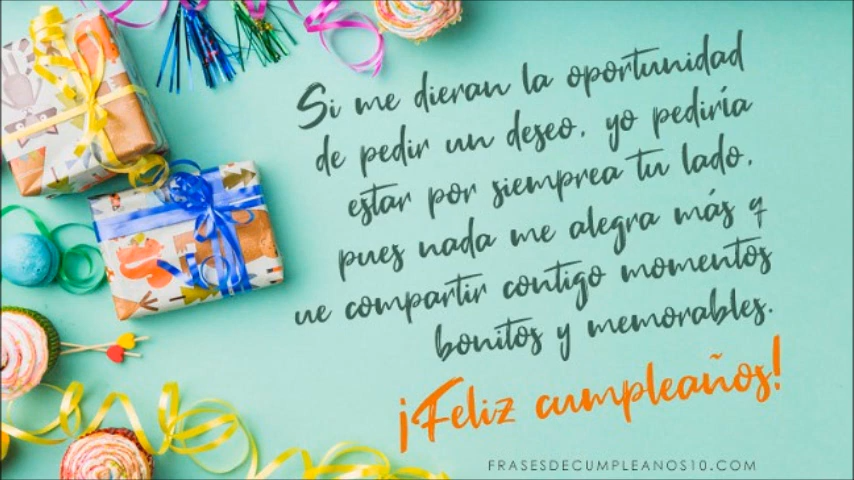 Si me dieran la oportunidad
de pedir un deseo, yo pediría
estar por siemprea tu lado,
pues nada me alegra más q
ue compartir contigo momentos
bonitos y memorables.
¡Feliz cumpleaños!
FRASESDECUMPLEANOS10.COM